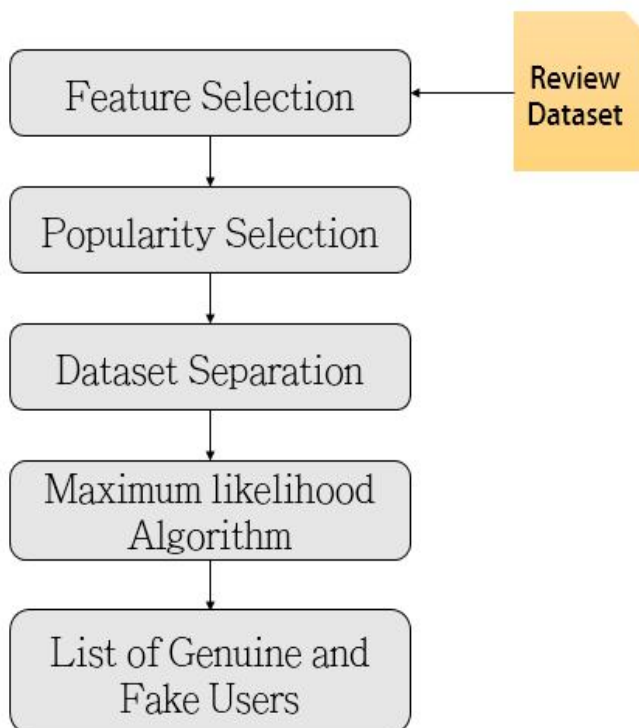 Feature Selection
Review
Dataset
Popularity Selection
Dataset Separation
Maximum likelihood
Algorithm
List of Genuine and
Fake Users